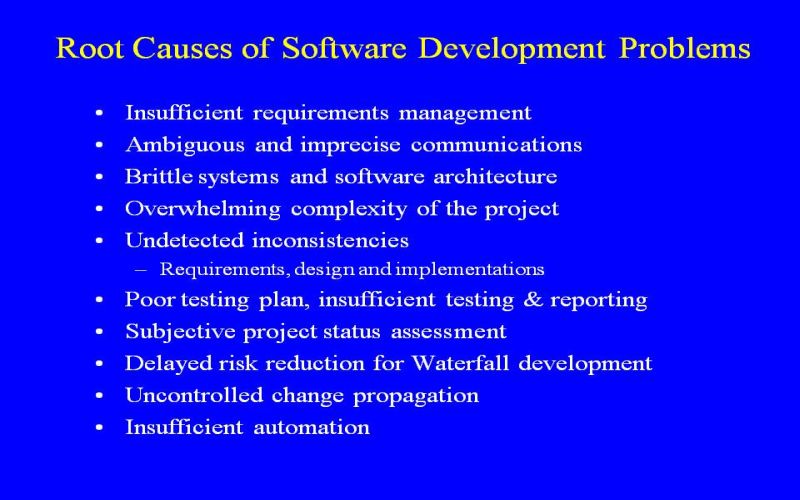 Root Causes of Software Development Problems
• Insufficient requirements management
• Ambiguous and imprecise communications
• Brittle systems and software architecture
• Overwhelming complexity of the project
• Undetected inconsistencies
– Requirements, design and implementations
• Poor testing plan, insufficient testing & reporting
• Subjective project status assessment
• Delayed risk reduction for Waterfall development
• Uncontrolled change propagation
• Insufficient automation